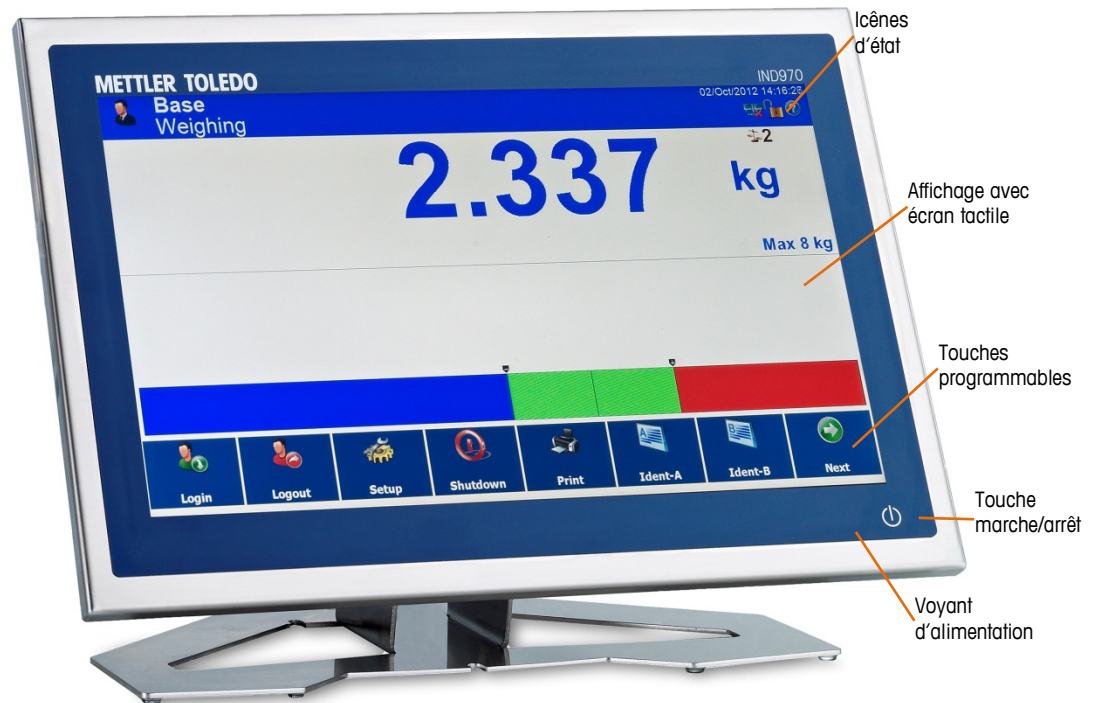 Icênes
d'état
METTLER TOLEDO
IND970
Base
02/Oct/2012 14:16:28
Weighing
2
2.337 kg
Affichage avec
écran tactile
Max 8 kg
Touches
programmables
Login
Logout
Setup
Shutdown
Print
Ident-A
Ident-B
Next
Touche
marche/arrêt
Voyant
d'alimentation